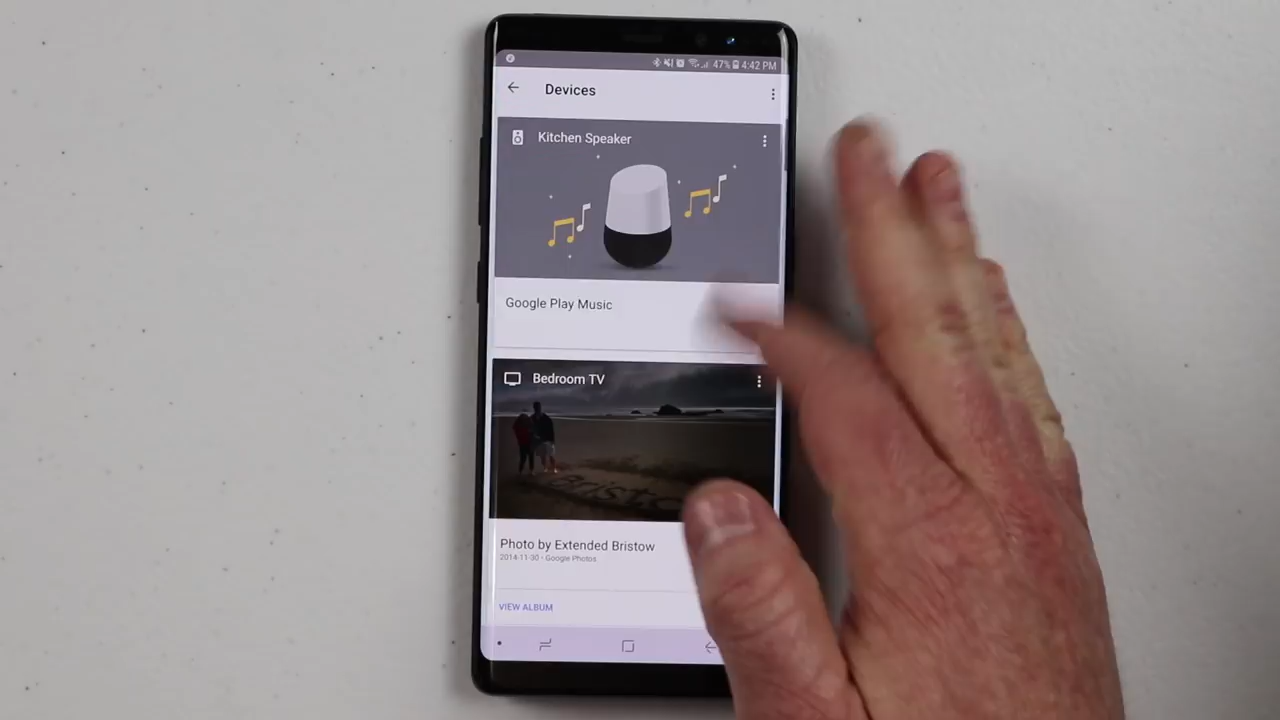 47% 4:42 PM
Devices
Kitchen Speaker
Google Play Music
Bedroom TV
Bristo
Photo by Extended Bristow
2014-11-30 • Google Photos
VIEW ALBUM